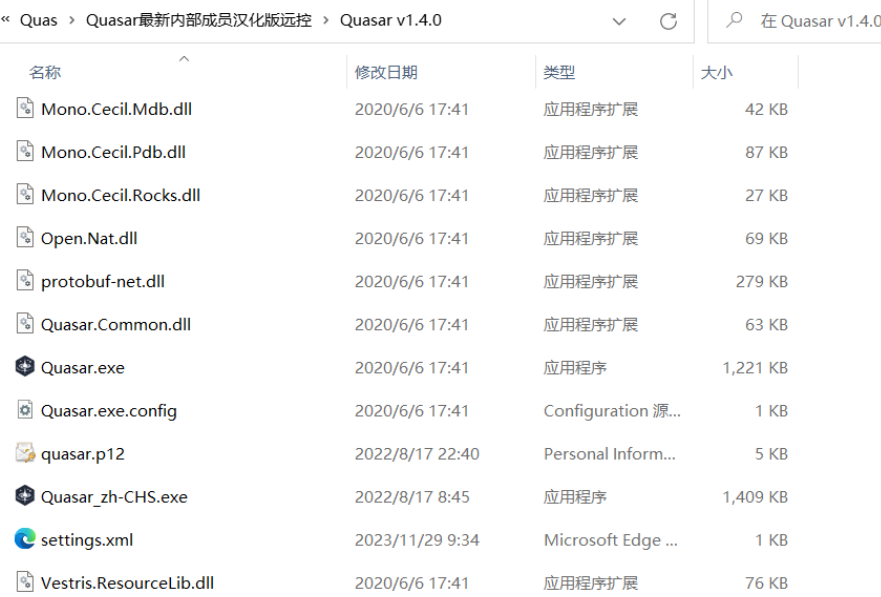 « Quas › Quasar最新内部成员汉化版远控 › Quasar v1.4.0 在 Quasar v1.4.0
名称 修改日期 类型 大小
Mono.Cecil.Mdb.dll 2020/6/6 17:41 应用程序扩展 42 KB
Mono.Cecil.Pdb.dll 2020/6/6 17:41 应用程序扩展 87 KB
Mono.Cecil.Rocks.dll 2020/6/6 17:41 应用程序扩展 27 KB
Open.Nat.dll 2020/6/6 17:41 应用程序扩展 69 KB
protobuf-net.dll 2020/6/6 17:41 应用程序扩展 279 KB
Quasar.Common.dll 2020/6/6 17:41 应用程序扩展 63 KB
Quasar.exe 2020/6/6 17:41 应用程序 1,221 KB
Quasar.exe.config 2020/6/6 17:41 Configuration 源... 1 KB
quasar.p12 2022/8/17 22:40 Personal Inform... 5 KB
Quasar_zh-CHS.exe 2022/8/17 8:45 应用程序 1,409 KB
settings.xml 2023/11/29 9:34 Microsoft Edge ... 1 KB
Vestris.ResourceLib.dll 2020/6/6 17:41 应用程序扩展 76 KB